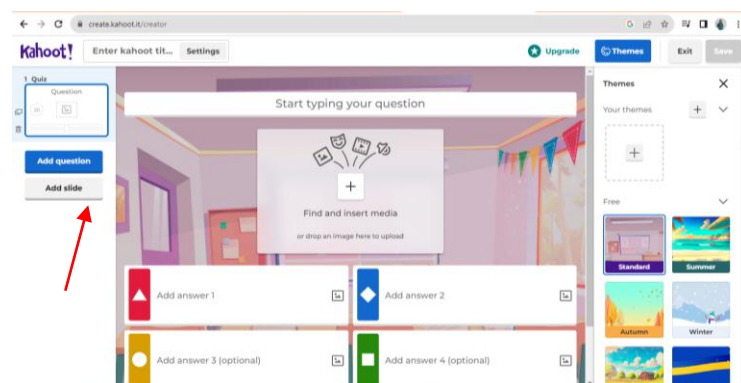 create.kahoot.it/creator
Kahoot!
Enter kahoot tit...
Settings
Upgrade
Themes
Exit
Save
1 Quiz
Question
Add question
Add slide
Start typing your question
Find and insert media
or drop an image here to upload
Add answer 1
Add answer 2
Add answer 3 (optional)
Add answer 4 (optional)
Themes
Your themes
Free
Standard
Summer
Autumn
Winter